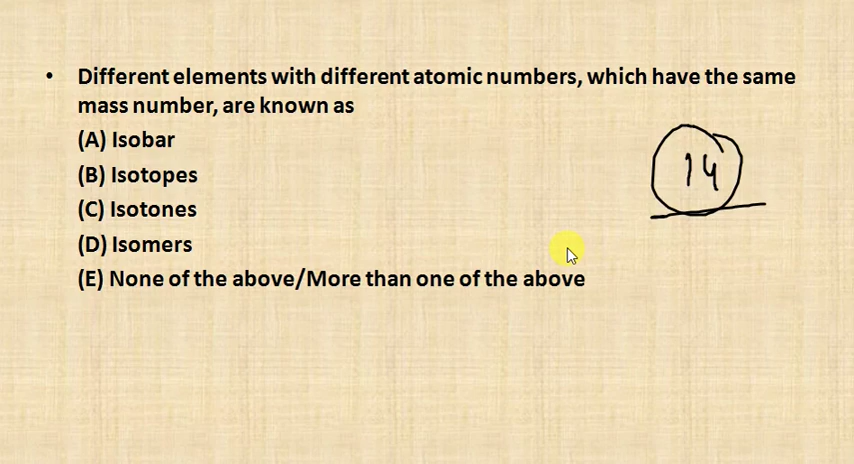 • Different elements with different atomic numbers, which have the same
mass number, are known as
(A) Isobar
14
(B) Isotopes
(C) Isotones
(D) Isomers
(E) None of the above/More than one of the above